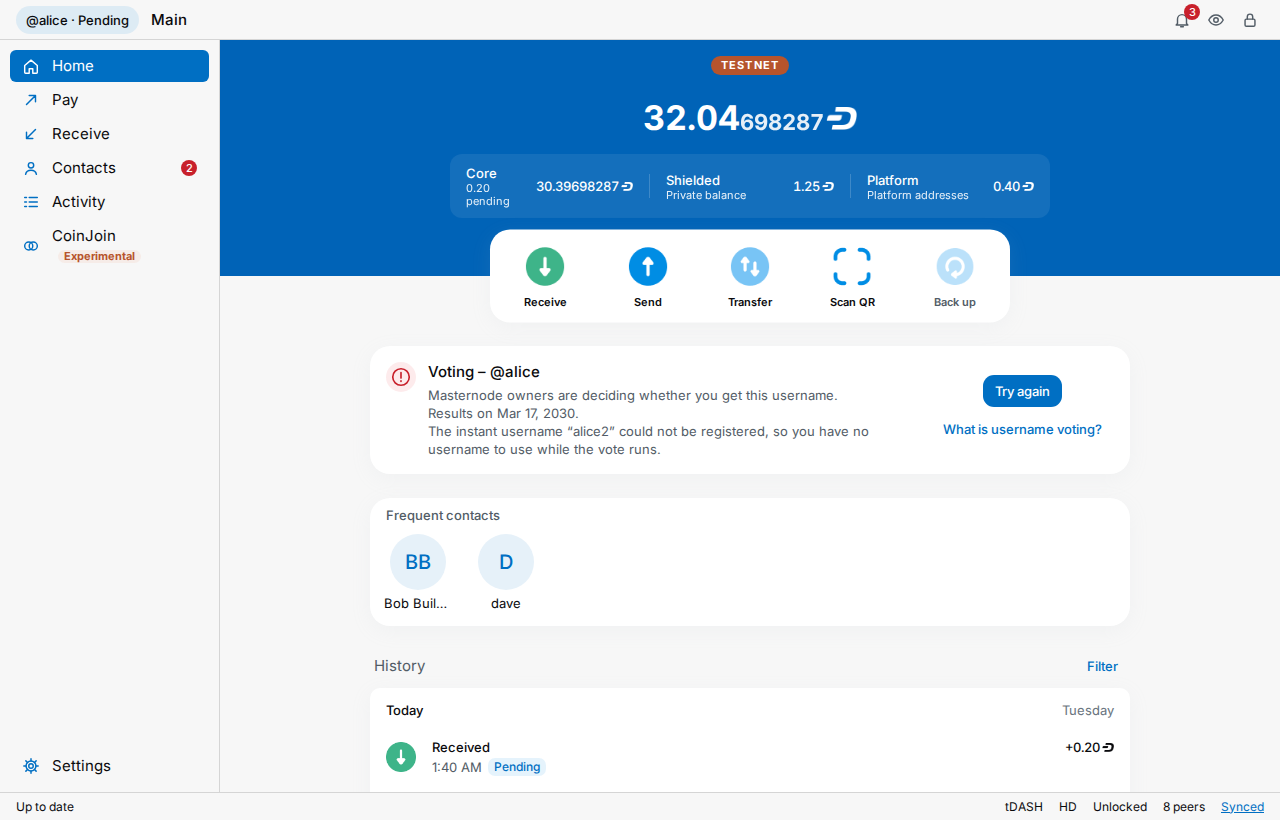 @alice · Pending
Main
3
Home
Pay
Receive
Contacts
2
Activity
CoinJoin
Experimental
Settings
TESTNET
32.04698287
Core
0.20
pending
30.39698287
Shielded
Private balance
1.25
Platform
Platform addresses
0.40
Receive
Send
Transfer
Scan QR
Back up
Voting – @alice
Masternode owners are deciding whether you get this username.
Results on Mar 17, 2030.
The instant username “alice2” could not be registered, so you have no
username to use while the vote runs.
Try again
What is username voting?
Frequent contacts
BB
D
Bob Buil...
dave
History
Filter
Today
Tuesday
Received
+0.20
1:40 AM
Pending
Up to date
tDASH
HD
Unlocked
8 peers
Synced